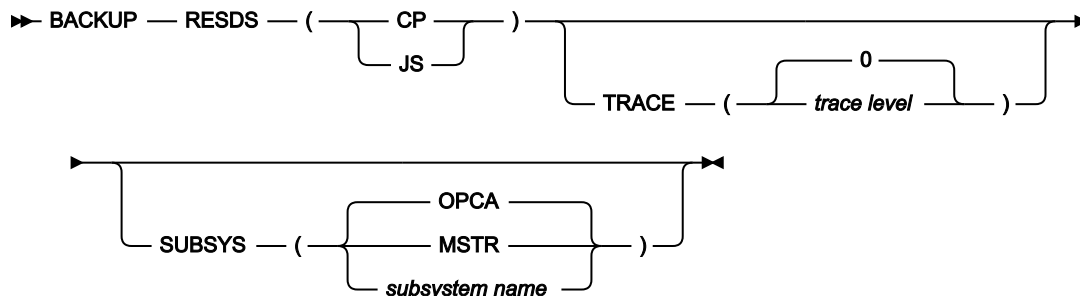 BACKUP RESDS ( CP )
JS
0
TRACE ( trace level )
OPCA
SUBSYS ( MSTR )
subsystem name